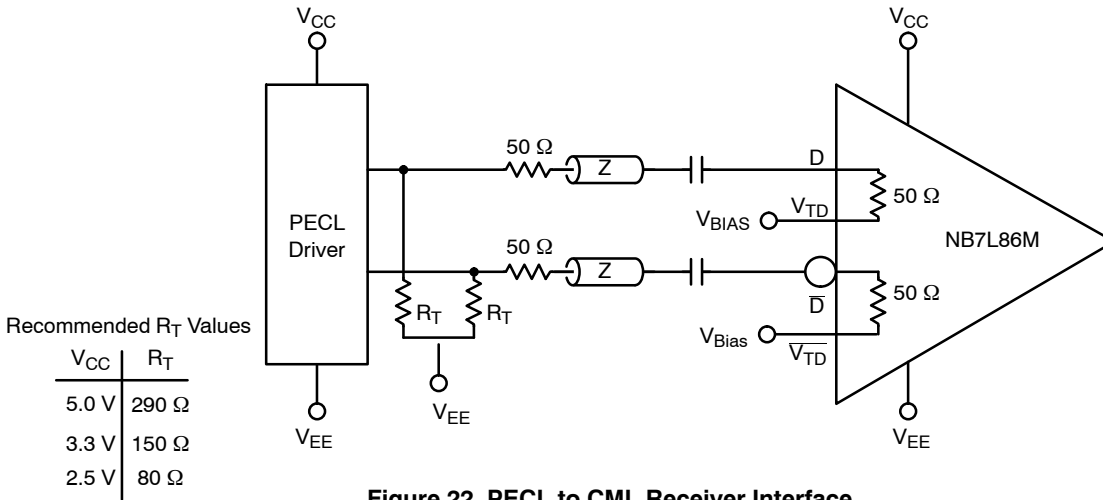 V_CC
V_CC
50 Ω
Z
D
50 Ω
V_BIAS
V_TD
PECL
Driver
NB7L86M
50 Ω
Z
D̅
50 Ω
R_T
R_T
V_Bias
V̅_̅T̅D̅
V_EE
V_EE
V_EE
Recommended R_T Values
V_CC R_T
5.0 V 290 Ω
3.3 V 150 Ω
2.5 V 80 Ω
Figure 22. PECL to CML Receiver Interface